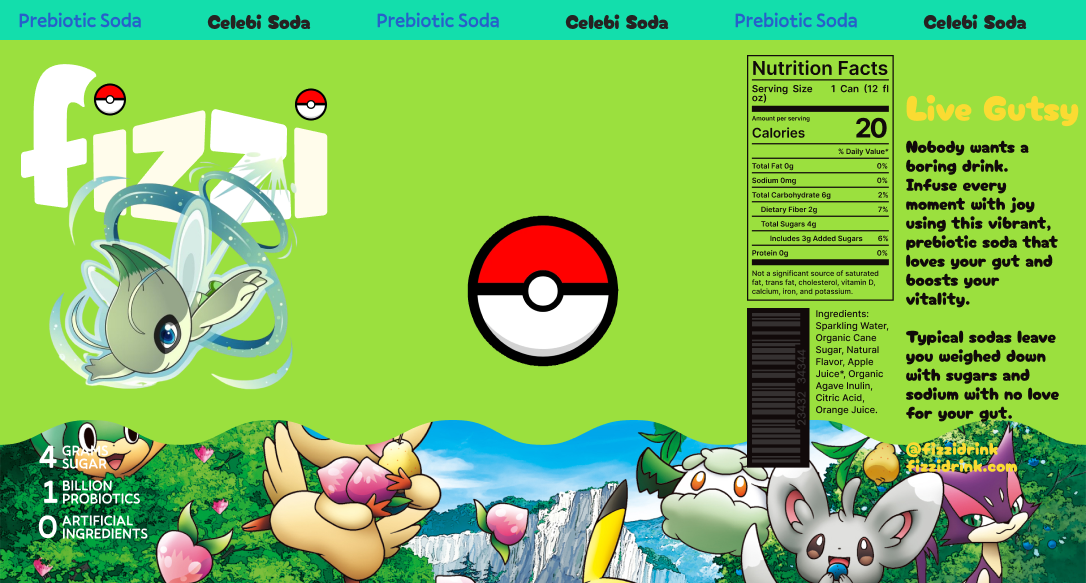 Prebiotic Soda Celebi Soda Prebiotic Soda Celebi Soda Prebiotic Soda Celebi Soda
fizzi
4 GRAMS
SUGAR
1 BILLION
PROBIOTICS
0 ARTIFICIAL
INGREDIENTS
Nutrition Facts
Serving Size 1 Can (12 fl
oz)
Amount per serving
Calories 20
% Daily Value*
Total Fat 0g 0%
Sodium 0mg 0%
Total Carbohydrate 6g 2%
Dietary Fiber 2g 7%
Total Sugars 4g
Includes 3g Added Sugars 6%
Protein 0g 0%
Not a significant source of saturated
fat, trans fat, cholesterol, vitamin D,
calcium, iron, and potassium.
23432 34344
Ingredients:
Sparkling Water,
Organic Cane
Sugar, Natural
Flavor, Apple
Juice*, Organic
Agave Inulin,
Citric Acid,
Orange Juice.
Live Gutsy
Nobody wants a
boring drink.
Infuse every
moment with joy
using this vibrant,
prebiotic soda that
loves your gut and
boosts your
vitality.
Typical sodas leave
you weighed down
with sugars and
sodium with no love
for your gut.
@fizzidrink
fizzidrink.com